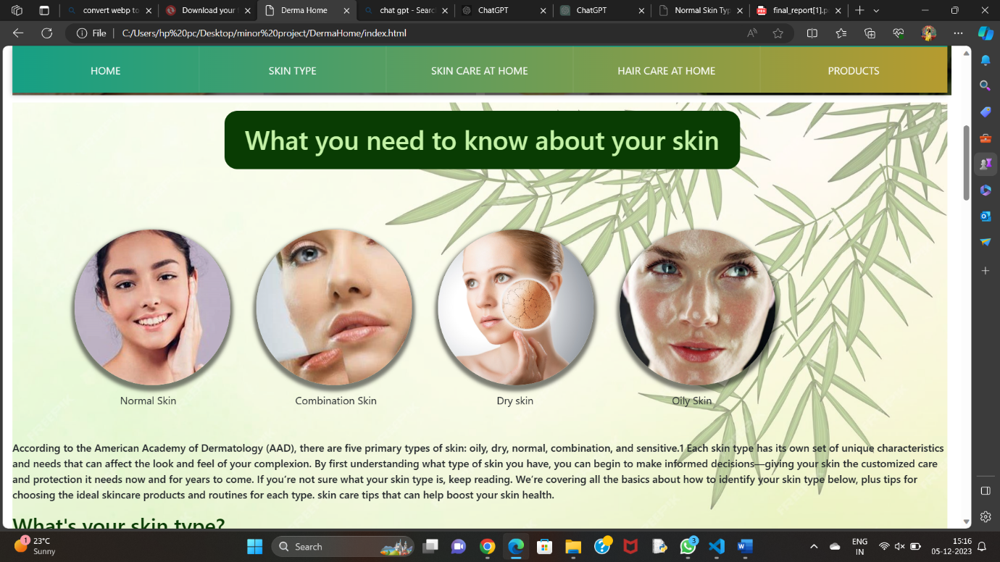 convert webp to
Download your
Derma Home
chat gpt - Search
ChatGPT
ChatGPT
Normal Skin Typ
final_report[1].p
File
C:/Users/hp%20pc/Desktop/minor%20project/DermaHome/index.html
HOME
SKIN TYPE
SKIN CARE AT HOME
HAIR CARE AT HOME
PRODUCTS
What you need to know about your skin
Normal Skin
Combination Skin
Dry skin
Oily Skin
According to the American Academy of Dermatology (AAD), there are five primary types of skin: oily, dry, normal, combination, and sensitive.1 Each skin type has its own set of unique characteristics
and needs that can affect the look and feel of your complexion. By first understanding what type of skin you have, you can begin to make informed decisions—giving your skin the customized care
and protection it needs now and for years to come. If you’re not sure what your skin type is, keep reading. We’re covering all the basics about how to identify your skin type below, plus tips for
choosing the ideal skincare products and routines for each type. skin care tips that can help boost your skin health.
What's your skin type?
1
23°C
Sunny
Search
3
ENG
IN
15:16
05-12-2023